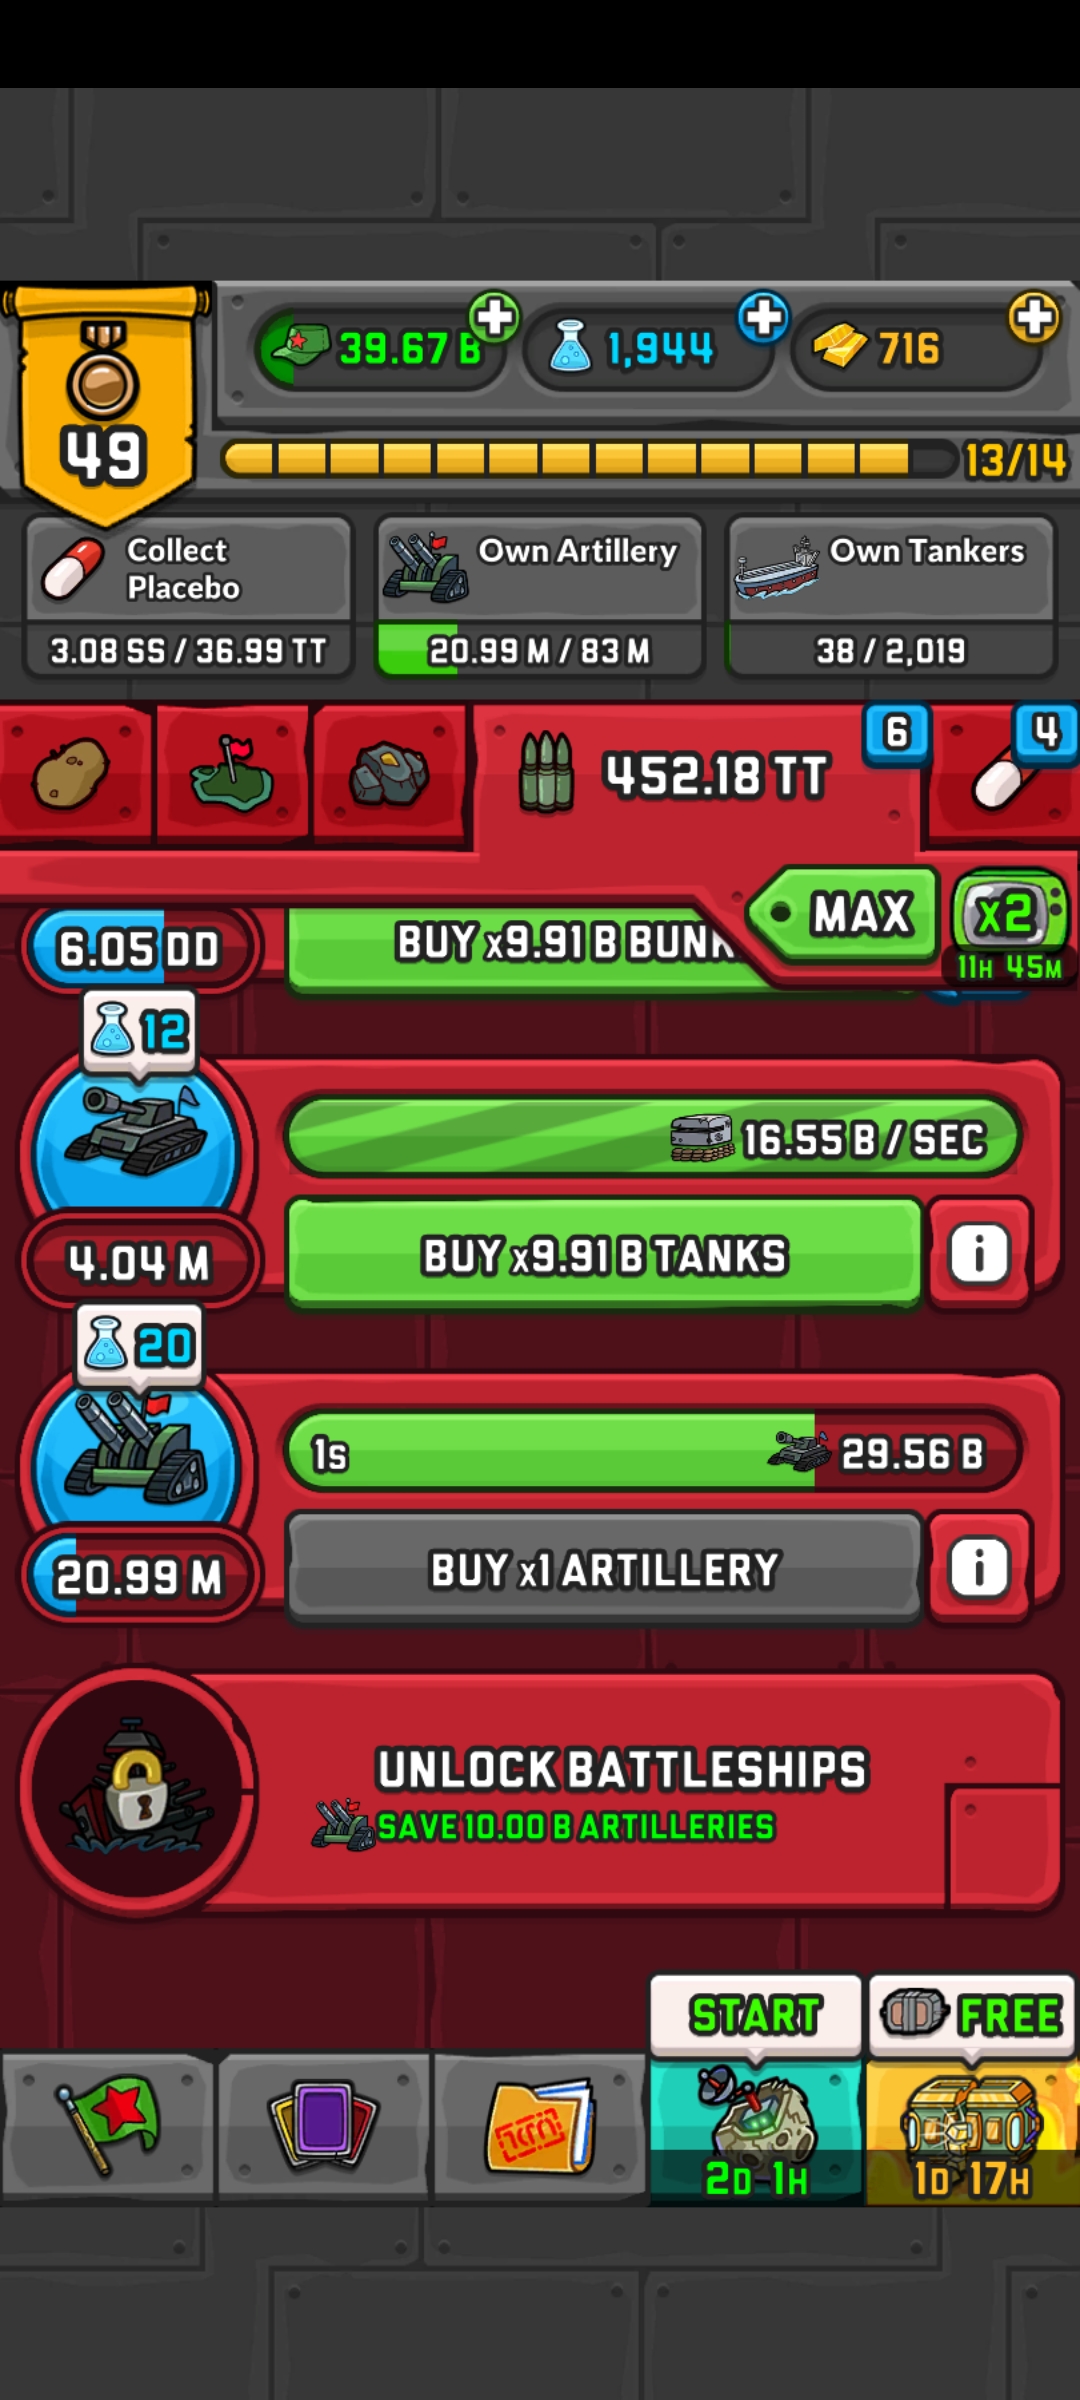 39.67 B
1,944
716
49
13/14
Collect
Placebo
3.08 SS / 36.99 TT
Own Artillery
20.99 M / 83 M
Own Tankers
38 / 2,019
452.18 TT
6
4
MAX
x2
11H 45M
6.05 DD
BUY x9.91 B BUN
12
16.55 B / SEC
4.04 M
BUY x9.91 B TANKS
i
20
1s
29.56 B
20.99 M
BUY x1 ARTILLERY
i
UNLOCK BATTLESHIPS
SAVE 10.00 B ARTILLERIES
START
FREE
2D 1H
1D 17H